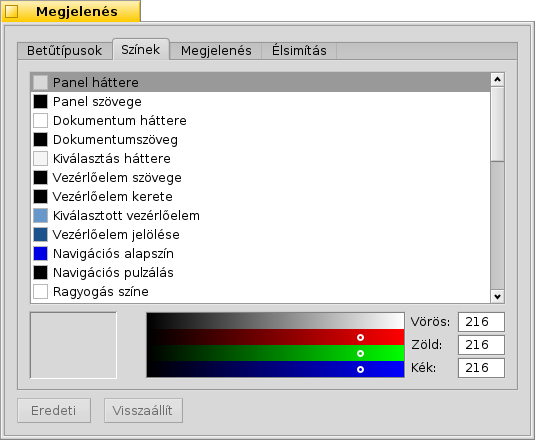 Megjelenés
Betűtípusok Színek Megjelenés Élsimítás
Panel háttere
Panel szövege
Dokumentum háttere
Dokumentumszöveg
Kiválasztás háttere
Vezérlőelem szövege
Vezérlőelem kerete
Kiválasztott vezérlőelem
Vezérlőelem jelölése
Navigációs alapszín
Navigációs pulzálás
Ragyogás színe
Vörös: 216
Zöld: 216
Kék: 216
Eredeti Visszaállít